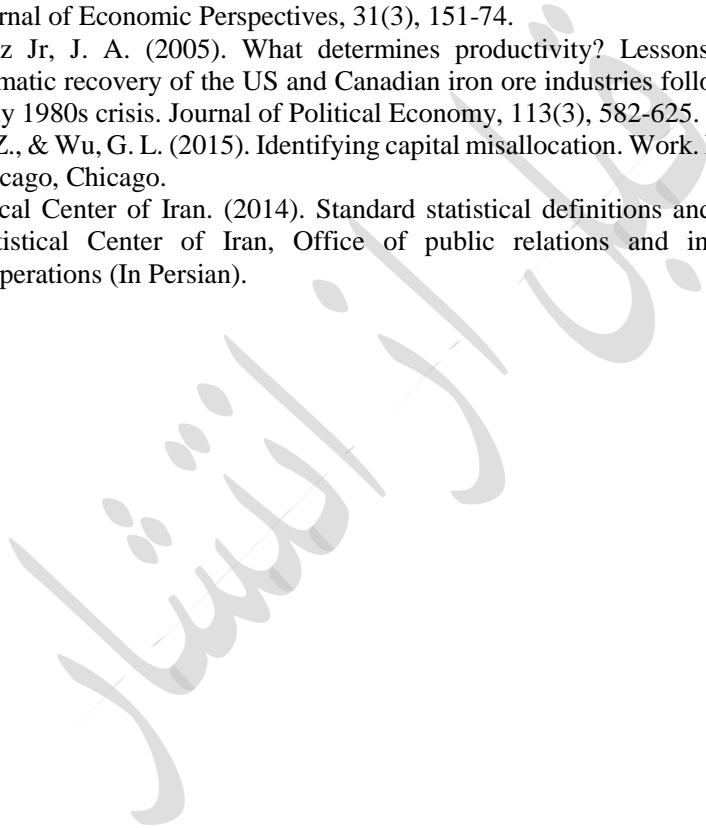 rnal of Economic Perspectives, 31(3), 151-74.
z Jr, J. A. (2005). What determines productivity? Lessons
matic recovery of the US and Canadian iron ore industries follo
y 1980s crisis. Journal of Political Economy, 113(3), 582-625.
Z., & Wu, G. L. (2015). Identifying capital misallocation. Work.
cago, Chicago.
cal Center of Iran. (2014). Standard statistical definitions and
tistical Center of Iran, Office of public relations and in
perations (In Persian).
قبل از انتشار